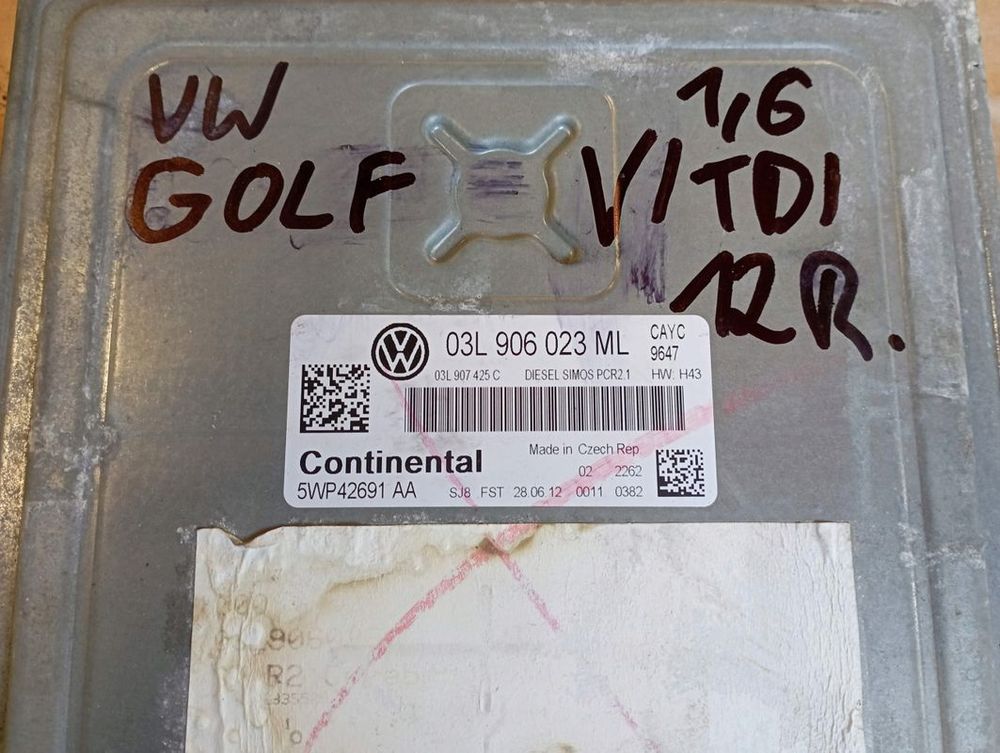 VW 1,6
GOLF VI TDI
12R.
03L 906 023 ML CAYC
9647
03L 907 425 C DIESEL SIMOS PCR2.1 HW: H43
Continental Made in Czech Rep.
02 2262
5WP42691 AA SJ8 FST 28.06.12 0011 0382
R2